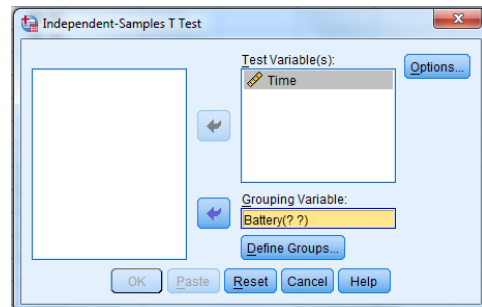 Independent-Samples T Test
Test Variable(s):
Time
Options...
Grouping Variable:
Battery(? ?)
Define Groups...
OK Paste Reset Cancel Help